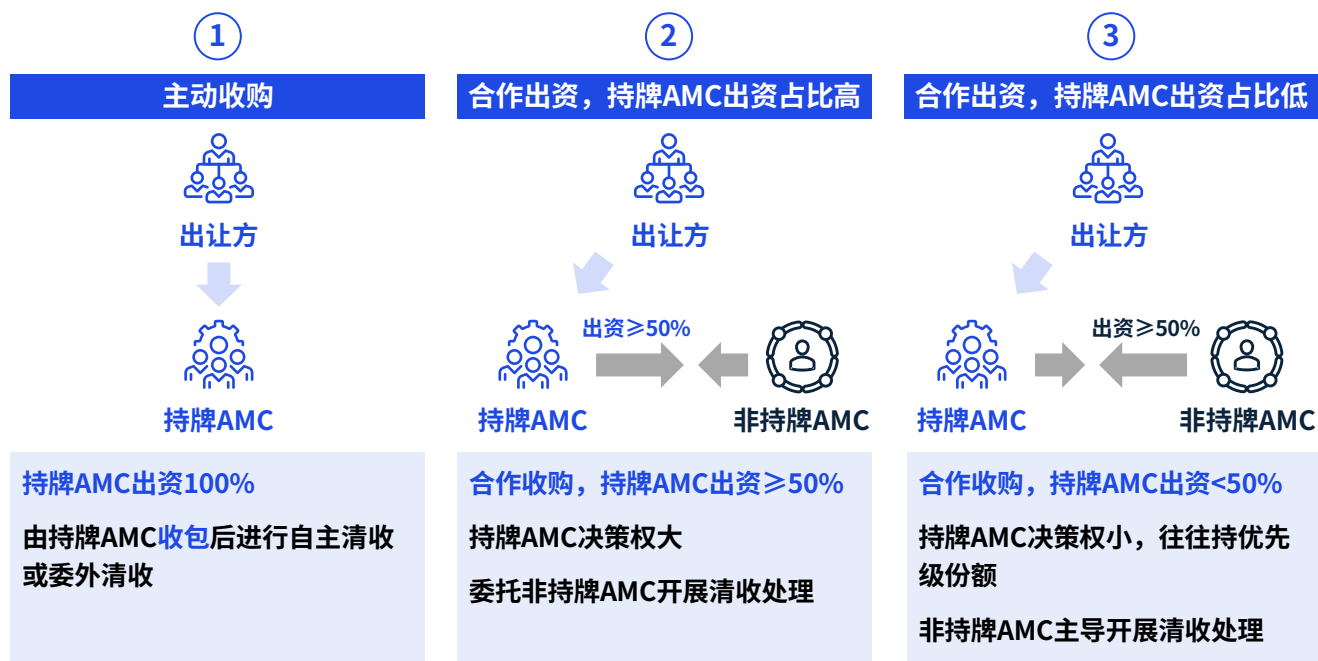 1
主动收购
出让方
持牌AMC
持牌AMC出资100%
由持牌AMC收包后进行自主清收
或委外清收
2
合作出资，持牌AMC出资占比高
出让方
出资≥50%
持牌AMC
非持牌AMC
合作收购，持牌AMC出资≥50%
持牌AMC决策权大
委托非持牌AMC开展清收处理
3
合作出资，持牌AMC出资占比低
出让方
出资≥50%
持牌AMC
非持牌AMC
合作收购，持牌AMC出资<50%
持牌AMC决策权小，往往持优先
级份额
非持牌AMC主导开展清收处理